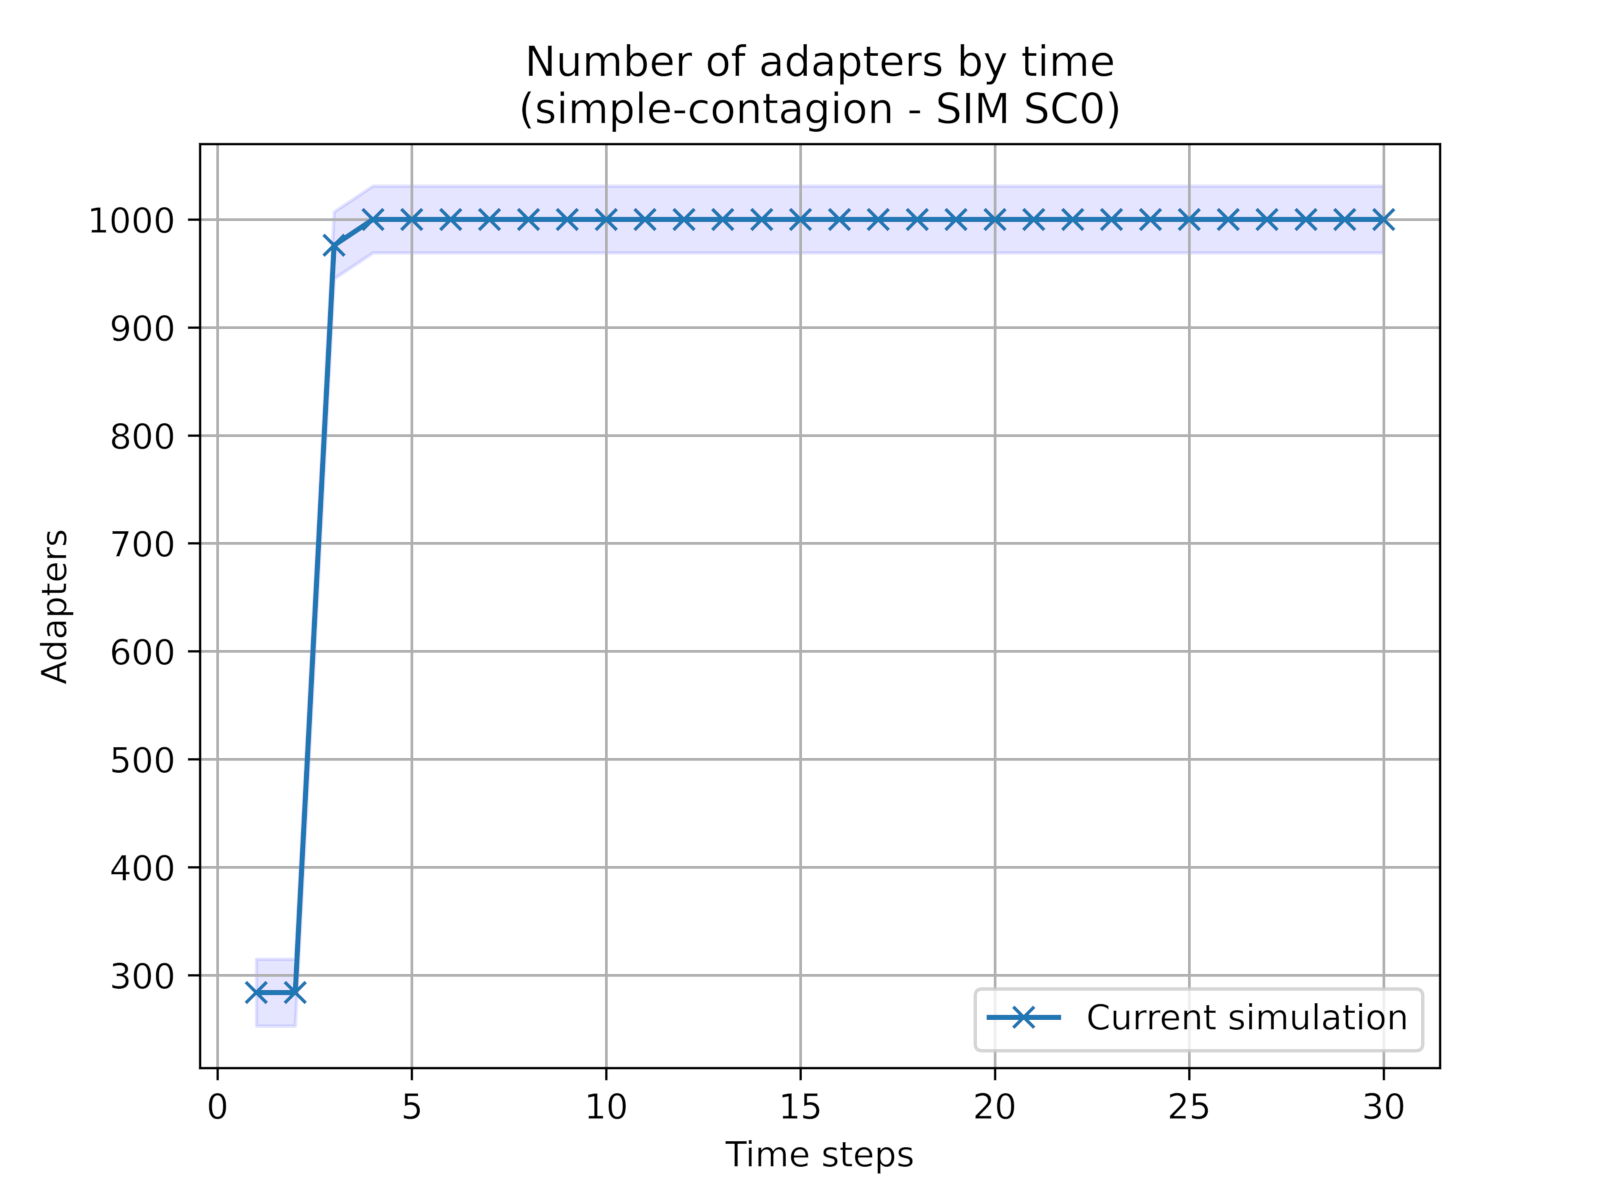 Number of adapters by time
(simple-contagion - SIM SC0)
1000
900
800
700
600
500
400
300
Adapters
Current simulation
0 5 10 15 20 25 30
Time steps